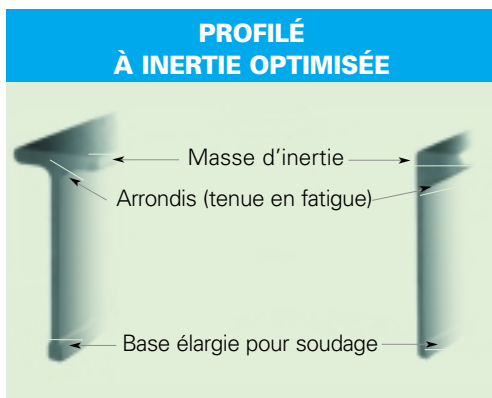 PROFILÉ
À INERTIE OPTIMISÉE
Masse d’inertie
Arrondis (tenue en fatigue)
Base élargie pour soudage